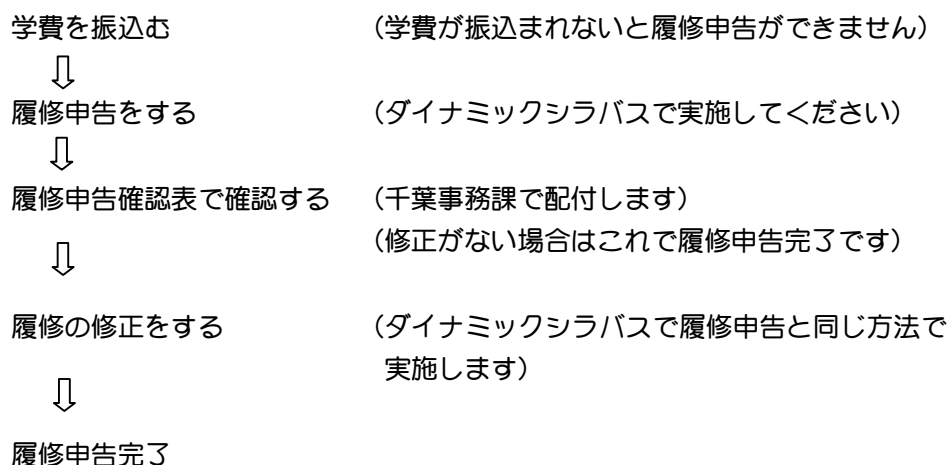 学費を振込む （学費が振込まれないと履修申告ができません）
⇩
履修申告をする （ダイナミックシラバスで実施してください）
⇩
履修申告確認表で確認する （千葉事務課で配付します）
（修正がない場合はこれで履修申告完了です）
⇩
履修の修正をする （ダイナミックシラバスで履修申告と同じ方法で
実施します）
⇩
履修申告完了